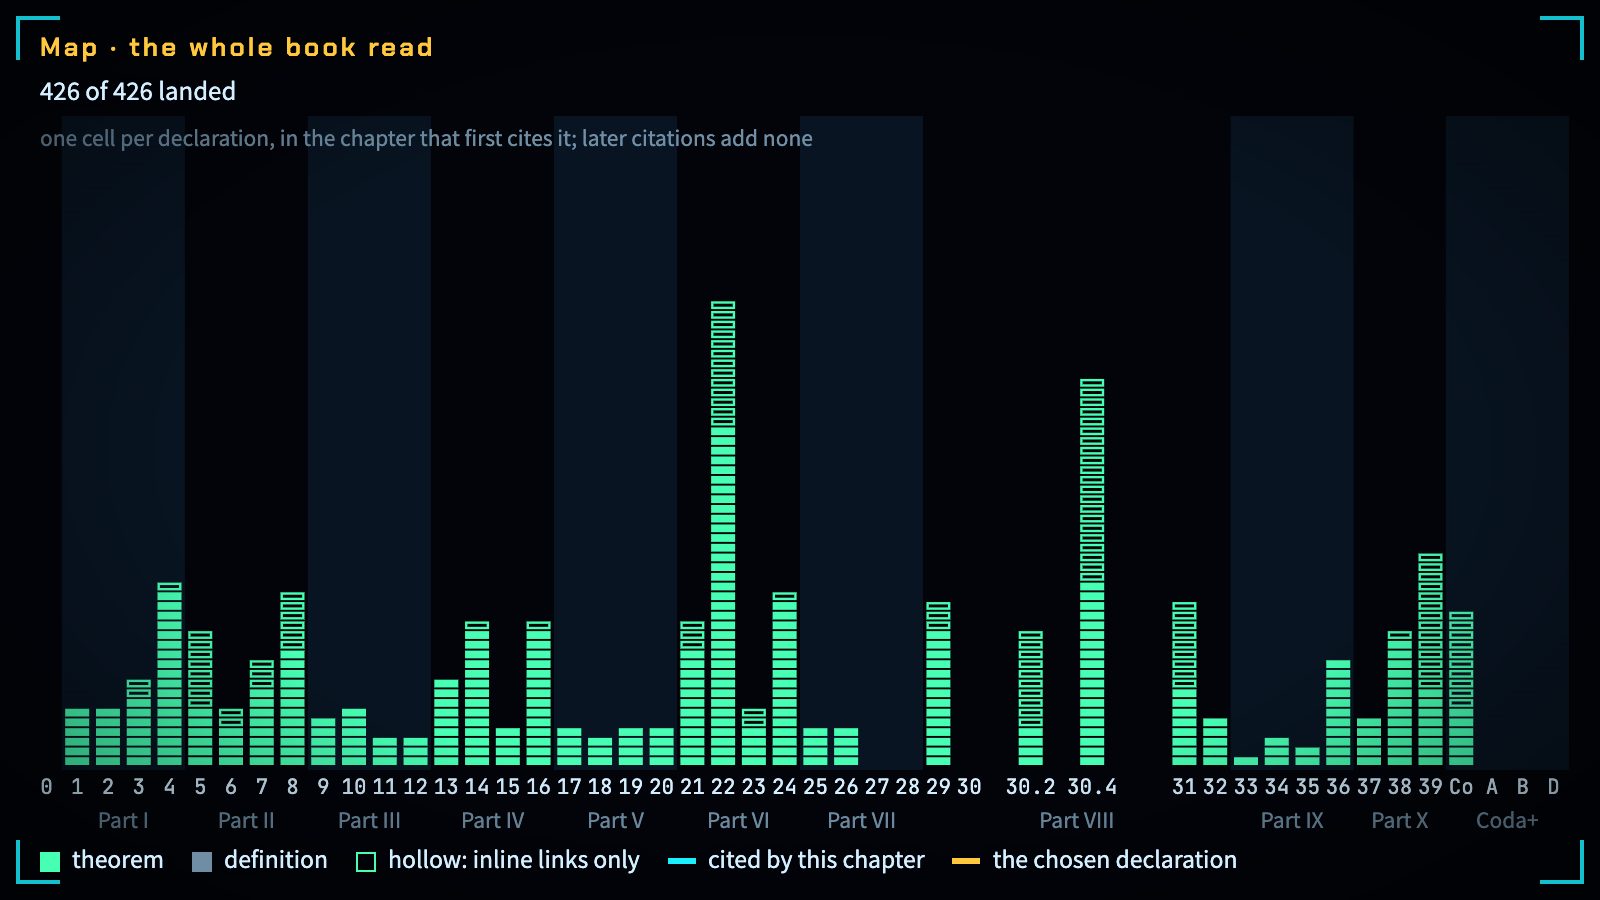 Map · the whole book read
426 of 426 landed
one cell per declaration, in the chapter that first cites it; later citations add none
0 1 2 3 4 5 6 7 8 9 10 11 12 13 14 15 16 17 18 19 20 21 22 23 24 25 26 27 28 29 30 30.2 30.4 31 32 33 34 35 36 37 38 39 Co A B D
Part I Part II Part III Part IV Part V Part VI Part VII Part VIII Part IX Part X Coda+
theorem definition hollow: inline links only cited by this chapter the chosen declaration